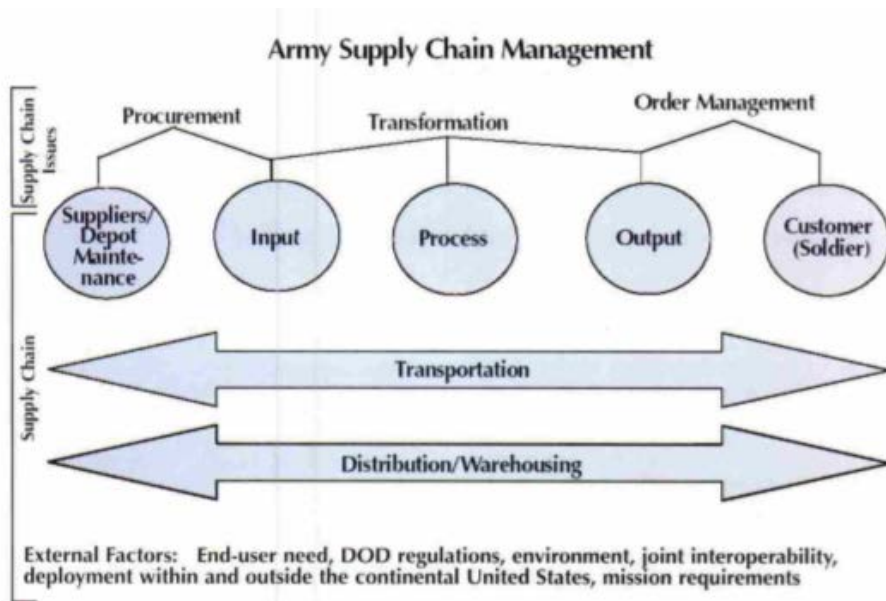 Army Supply Chain Management
Supply Chain
Issues
Procurement
Transformation
Order Management
Suppliers/
Depot
Mainte-
nance
Input
Process
Output
Customer
(Soldier)
Supply Chain
Transportation
Distribution/Warehousing
External Factors: End-user need, DOD regulations, environment, joint interoperability,
deployment within and outside the continental United States, mission requirements